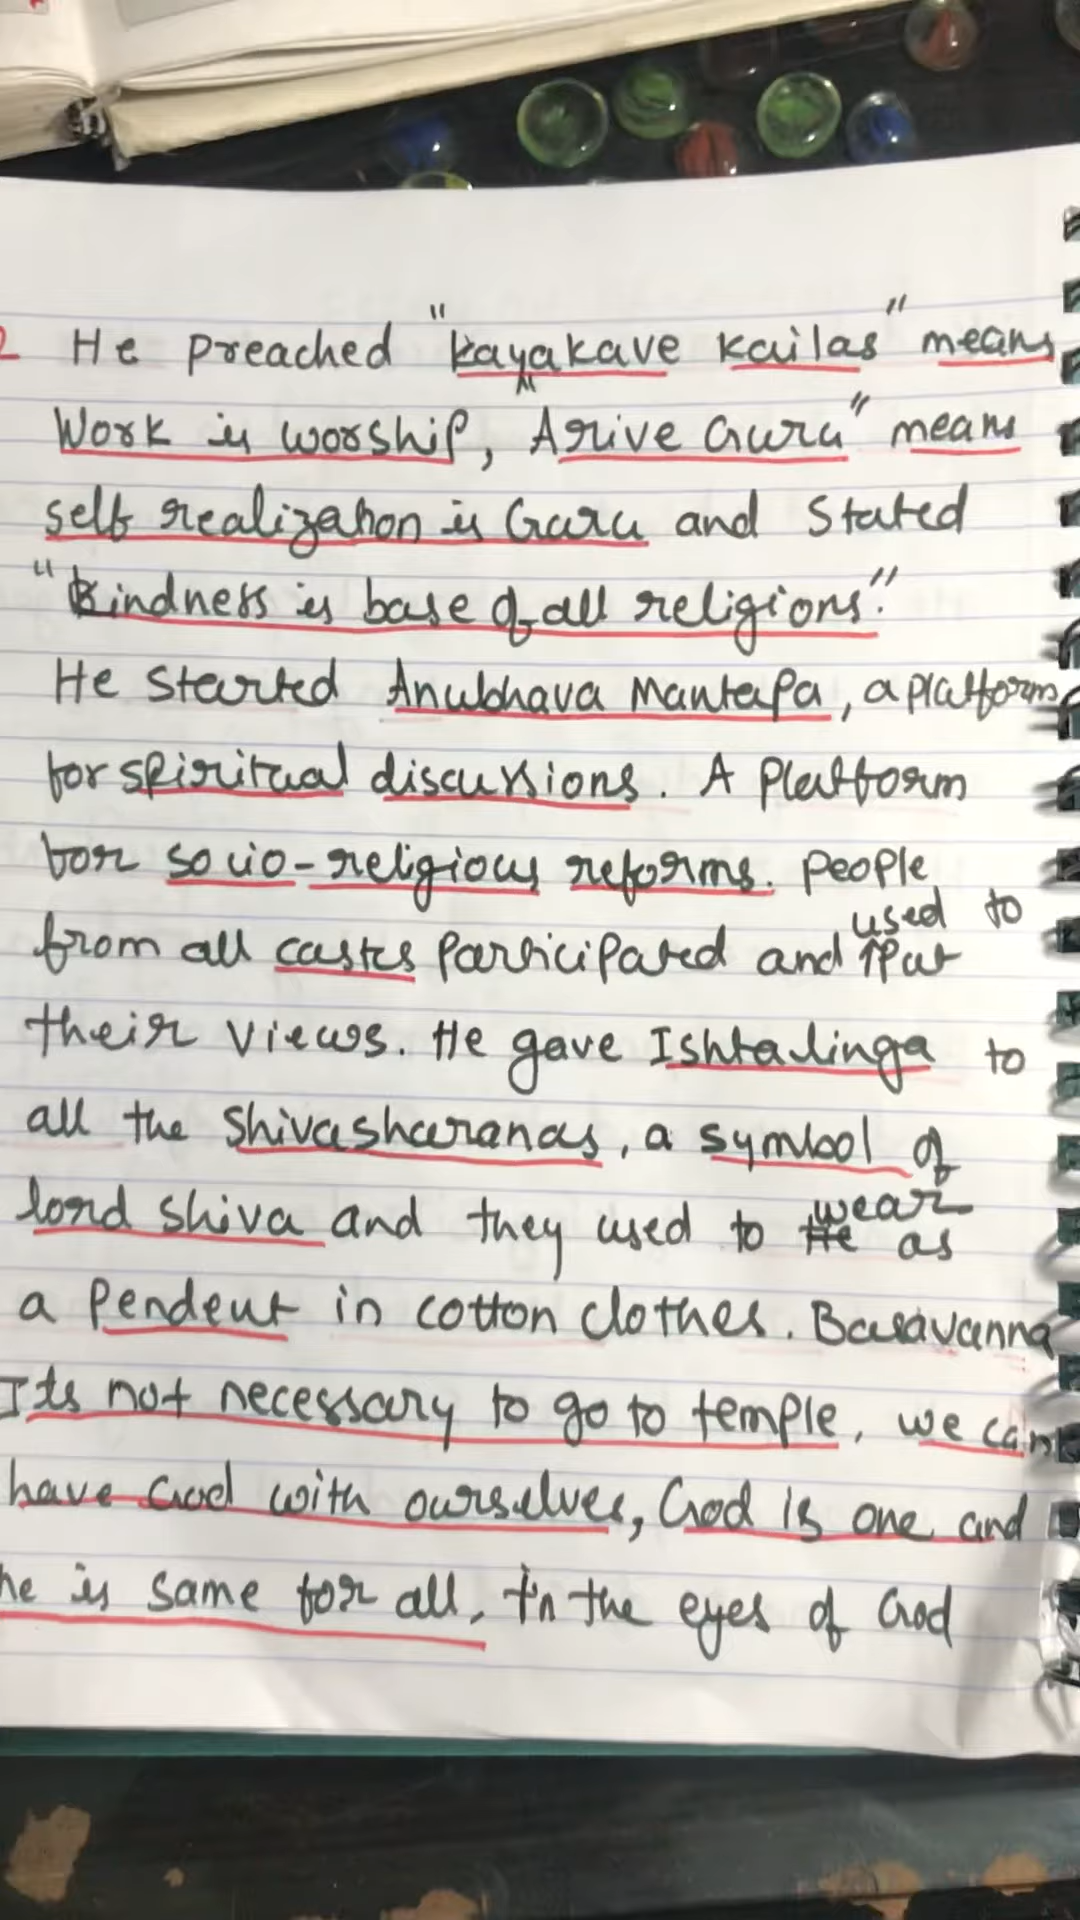 2 He preached "kayakave kailas" means
Work is worship, "Arive Guru" means
self realization is Guru and stated
"Kindness is base of all religions."
He started Anubhava Mantapa, a platform
for spiritual discussions. A Platform
for socio-religious reforms. People
from all castes participated and used to put
their views. He gave Ishtalinga to
all the Shivasharanas, a symbol of
lord shiva and they used to wear as
a Pendent in cotton clothes. Basavanna
Its not necessary to go to temple, we can
have God with ourselves, God is one and
he is same for all, in the eyes of God